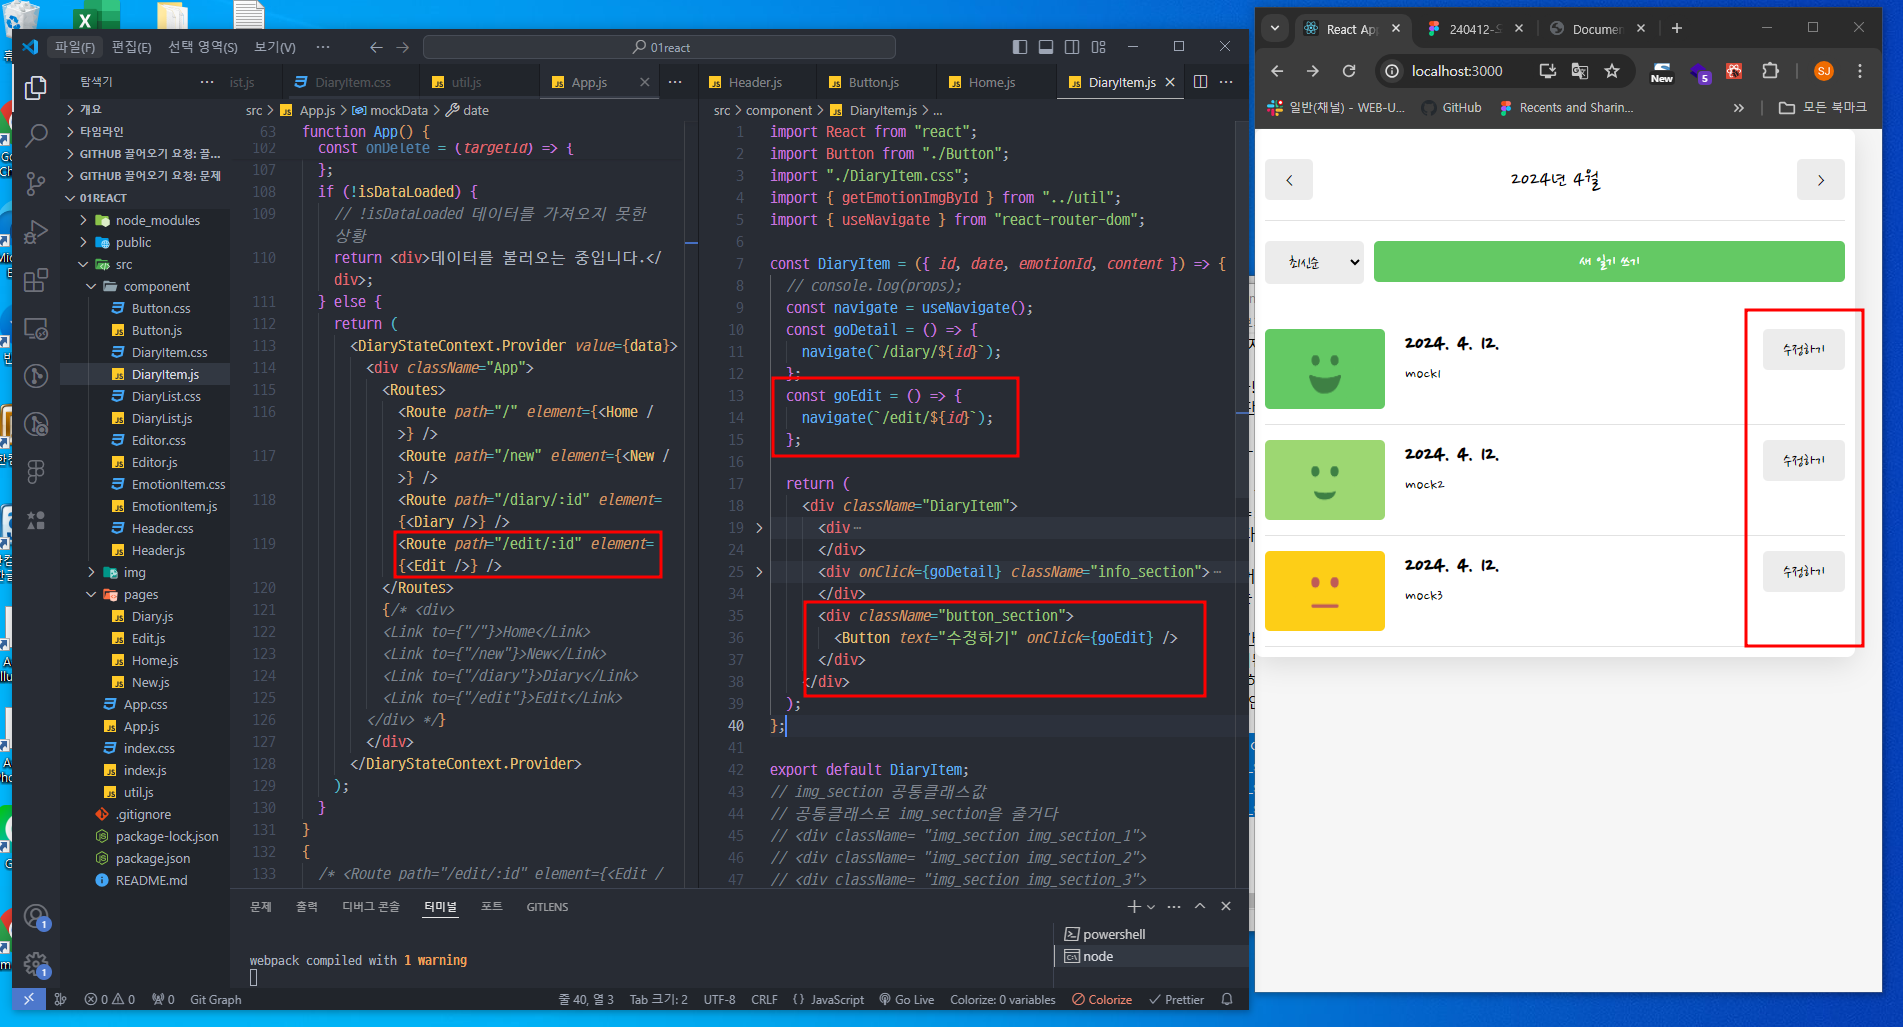 파일(F) 편집(E) 선택 영역(S) 보기(V) ··· 01react
탐색기
개요
타임라인
GITHUB 끌어오기 요청: 끌...
GITHUB 끌어오기 요청: 문제
01REACT
node_modules
public
src
component
Button.css
Button.js
DiaryItem.css
DiaryItem.js
DiaryList.css
DiaryList.js
Editor.css
Editor.js
EmotionItem.css
EmotionItem.js
Header.css
Header.js
img
pages
Diary.js
Edit.js
Home.js
New.js
App.css
App.js
index.css
index.js
util.js
.gitignore
package-lock.json
package.json
README.md
ist.js DiaryItem.css util.js App.js
src > App.js > mockData > date
63 function App() {
102 const onDelete = (targetId) => {
107 };
108 if (!isDataLoaded) {
109 // !isDataLoaded 데이터를 가져오지 못한
상황
110 return <div>데이터를 불러오는 중입니다.</
div>;
111 } else {
112 return (
113 <DiaryStateContext.Provider value={data}>
114 <div className="App">
115 <Routes>
116 <Route path="/" element={<Home /
>} />
117 <Route path="/new" element={<New /
>} />
118 <Route path="/diary/:id" element=
{<Diary />} />
119 <Route path="/edit/:id" element=
{<Edit />} />
120 </Routes>
121 {/* <div>
122 <Link to={"/"}>Home</Link>
123 <Link to={"/new"}>New</Link>
124 <Link to={"/diary"}>Diary</Link>
125 <Link to={"/edit"}>Edit</Link>
126 </div> */}
127 </div>
128 </DiaryStateContext.Provider>
129 );
130 }
131 }
132 {
133 /* <Route path="/edit/:id" element={<Edit /
Header.js Button.js Home.js DiaryItem.js
src > component > DiaryItem.js > ...
1 import React from "react";
2 import Button from "./Button";
3 import "./DiaryItem.css";
4 import { getEmotionImgById } from "../util";
5 import { useNavigate } from "react-router-dom";
6
7 const DiaryItem = ({ id, date, emotionId, content }) => {
8 // console.log(props);
9 const navigate = useNavigate();
10 const goDetail = () => {
11 navigate(`/diary/${id}`);
12 };
13 const goEdit = () => {
14 navigate(`/edit/${id}`);
15 };
16
17 return (
18 <div className="DiaryItem">
19 <div ···
24 </div>
25 <div onClick={goDetail} className="info_section"> ···
34 </div>
35 <div className="button_section">
36 <Button text="수정하기" onClick={goEdit} />
37 </div>
38 </div>
39 );
40 };
41
42 export default DiaryItem;
43 // img_section 공통클래스값
44 // 공통클래스로 img_section을 줄거다
45 // <div className= "img_section img_section_1">
46 // <div className= "img_section img_section_2">
47 // <div className= "img_section img_section_3">
문제 출력 디버그 콘솔 터미널 포트 GITLENS
webpack compiled with 1 warning
powershell
node
0 0 0 Git Graph 줄 40, 열 3 Tab 크기: 2 UTF-8 CRLF {} JavaScript Go Live Colorize: 0 variables Colorize Prettier
React Ap 240412-S Documen
localhost:3000 New 5 SJ
일반(채널) - WEB-U... GitHub Recents and Sharin... » 모든 북마크
< 2024년 4월 >
최신순 새 일기 쓰기
2024. 4. 12. 수정하기
mock1
2024. 4. 12. 수정하기
mock2
2024. 4. 12. 수정하기
mock3